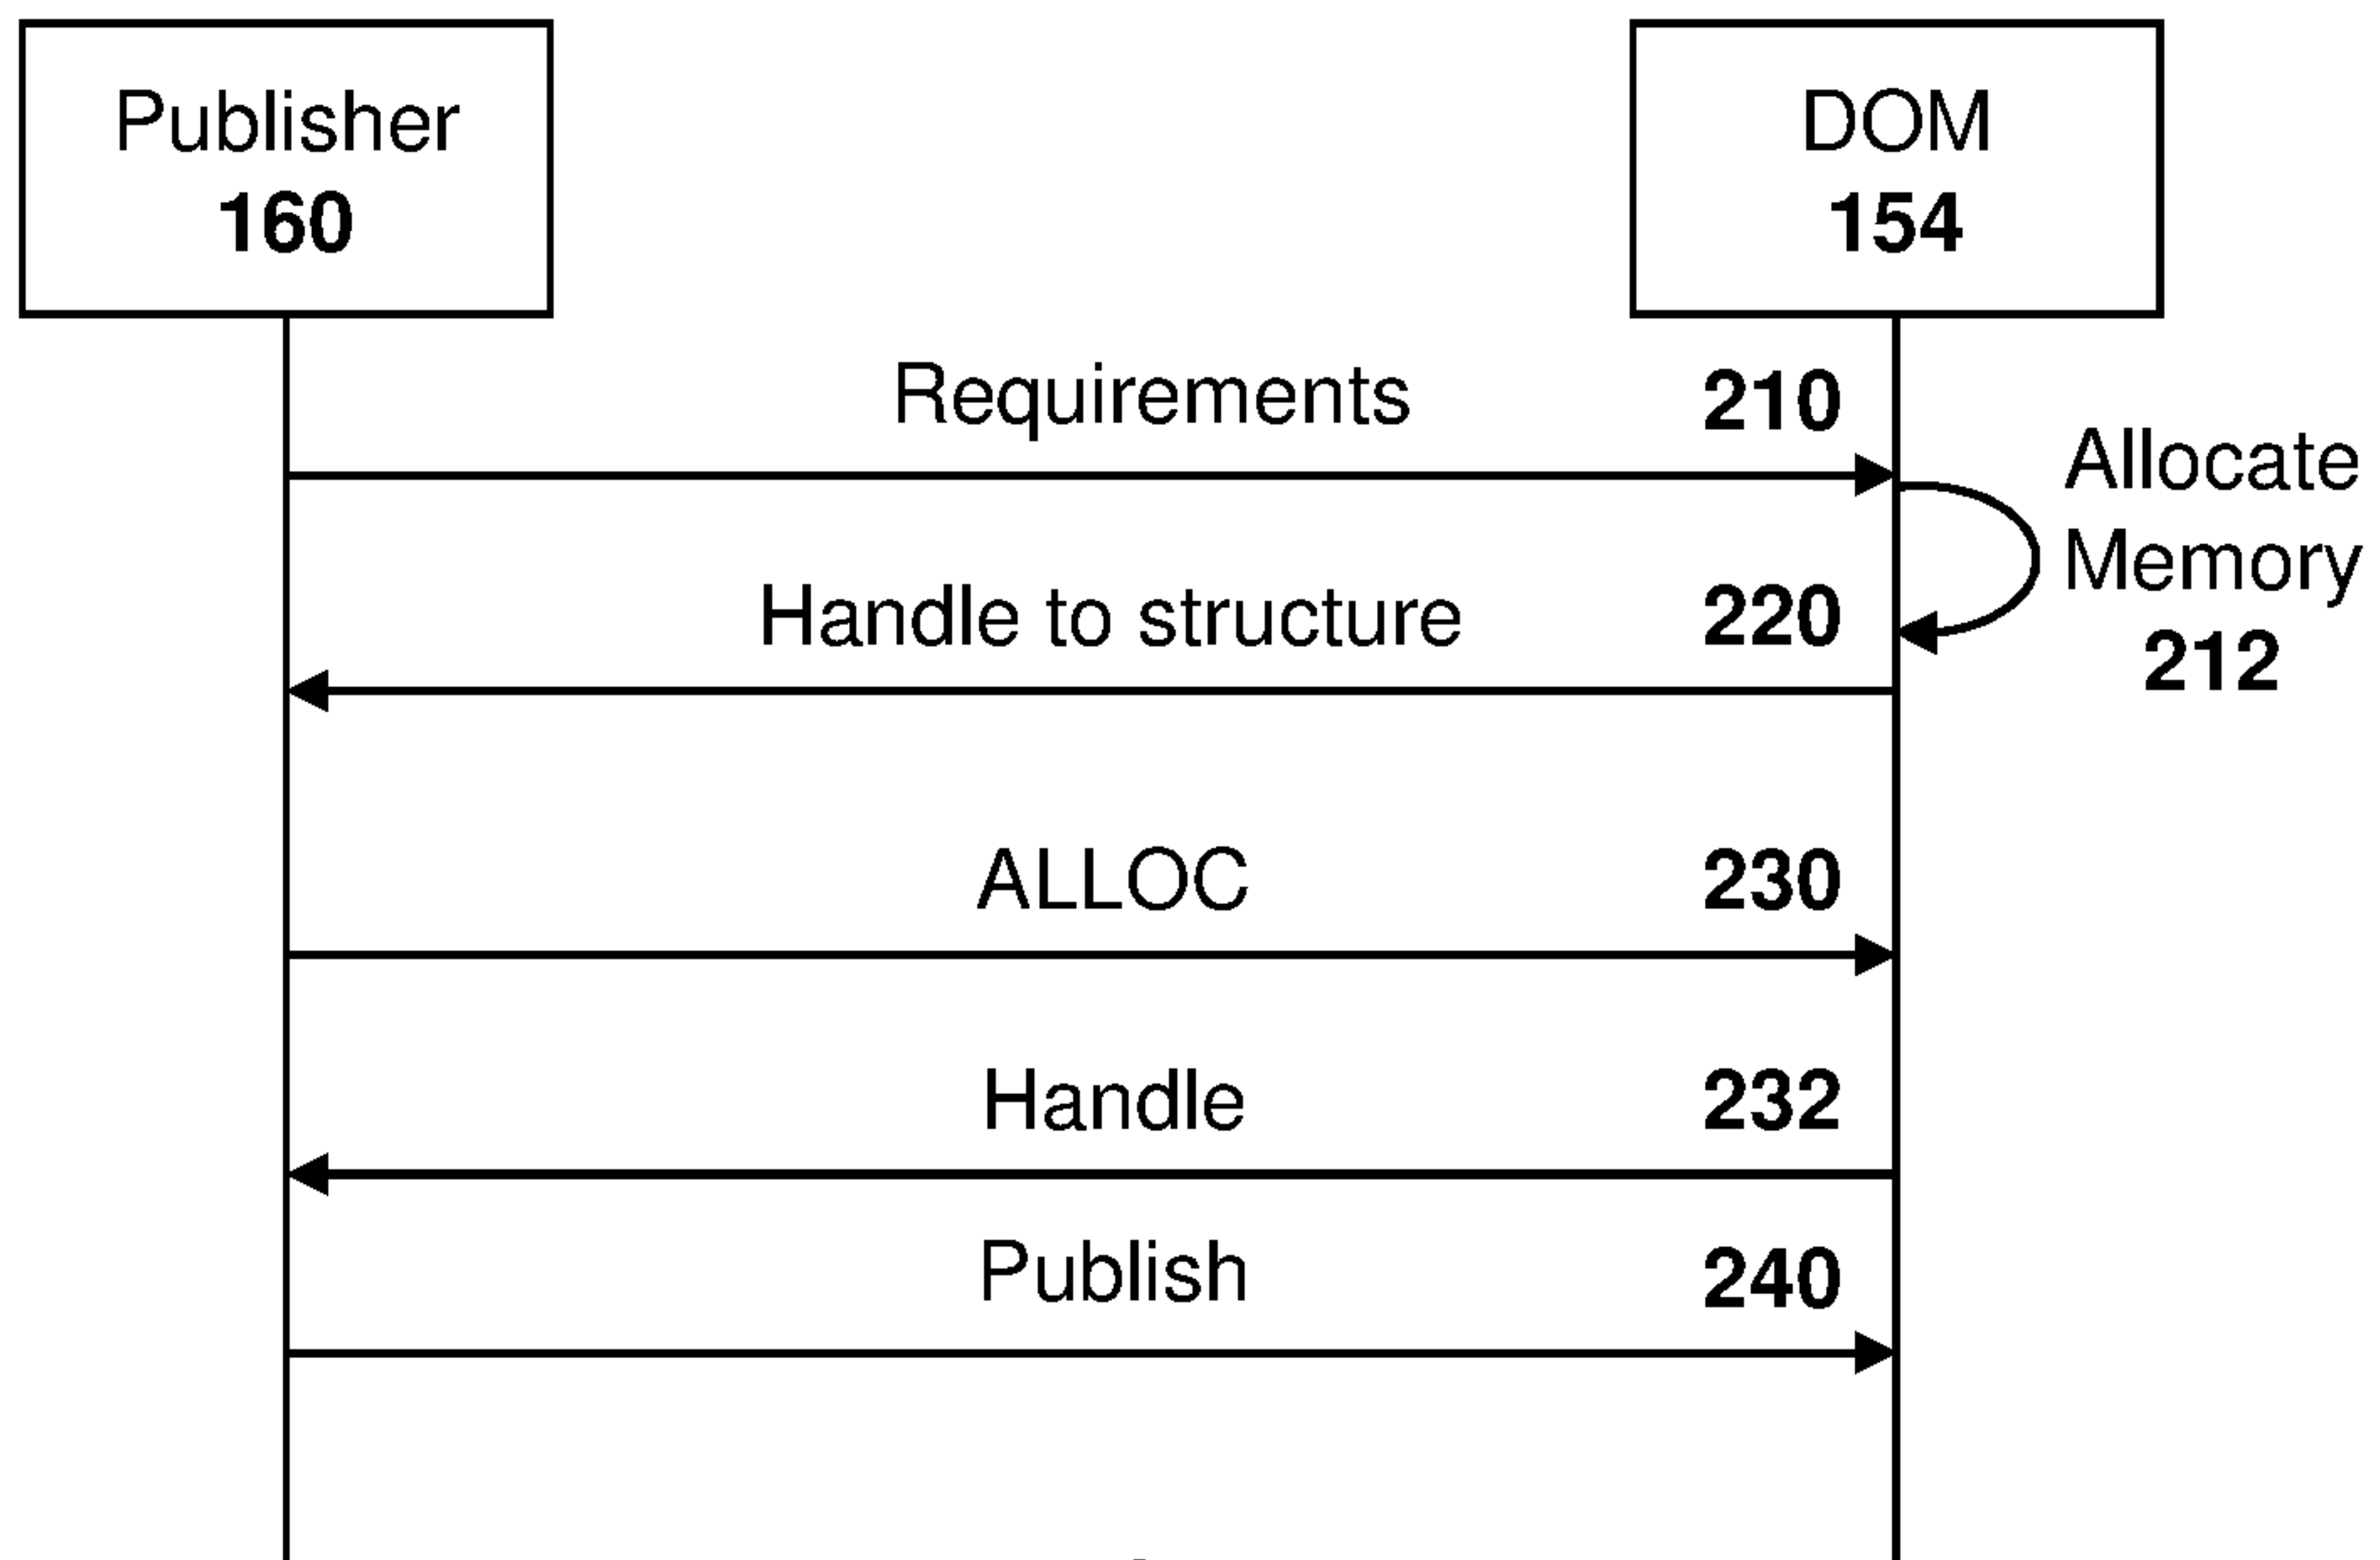 Publisher
160
DOM
154
Requirements 210
Allocate
Memory
212
Handle to structure 220
ALLOC 230
Handle 232
Publish 240